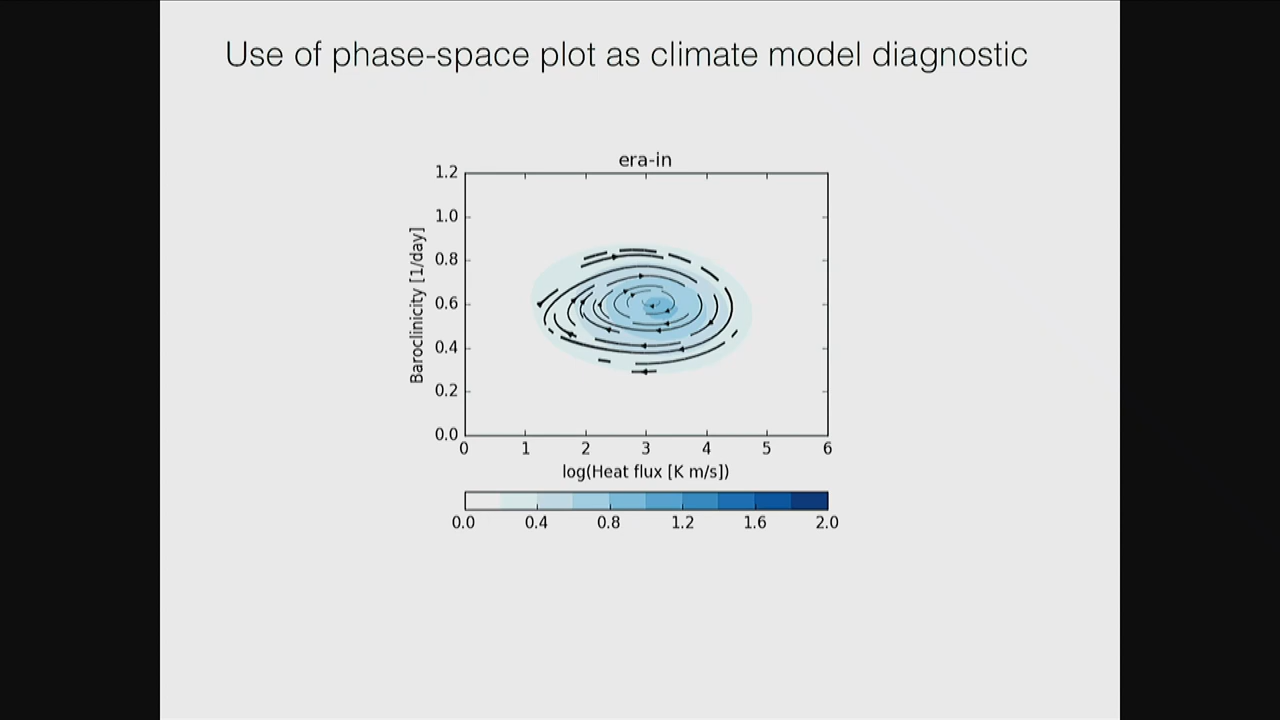 Use of phase-space plot as climate model diagnostic
era-in
1.2
1.0
0.8
0.6
0.4
0.2
0.0
Baroclinicity [1/day]
0 1 2 3 4 5 6
log(Heat flux [K m/s])
0.0 0.4 0.8 1.2 1.6 2.0